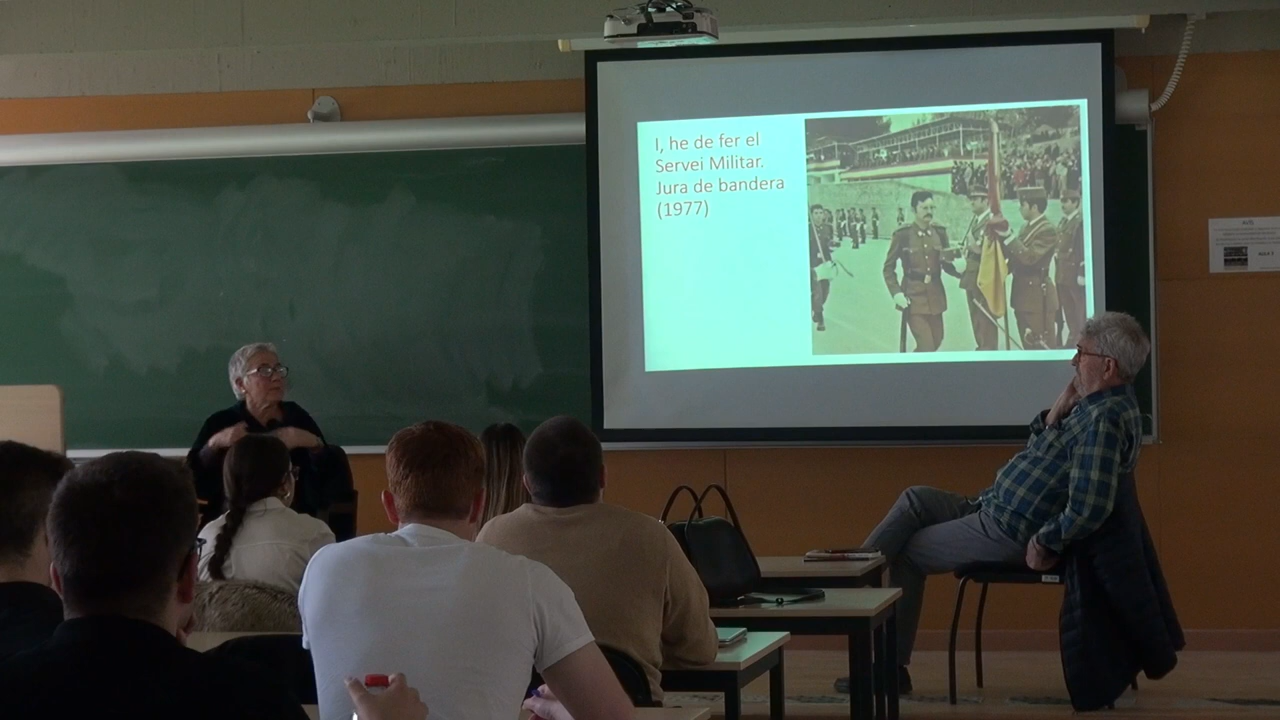 I, he de fer el
Servei Militar.
Jura de bandera
(1977)